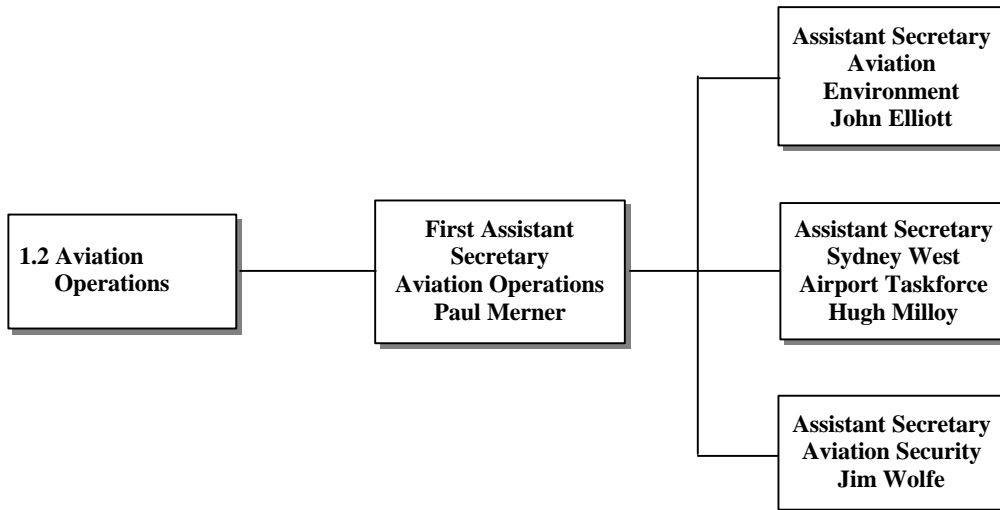 1.2 Aviation
Operations
First Assistant
Secretary
Aviation Operations
Paul Merner
Assistant Secretary
Aviation
Environment
John Elliott
Assistant Secretary
Sydney West
Airport Taskforce
Hugh Milloy
Assistant Secretary
Aviation Security
Jim Wolfe